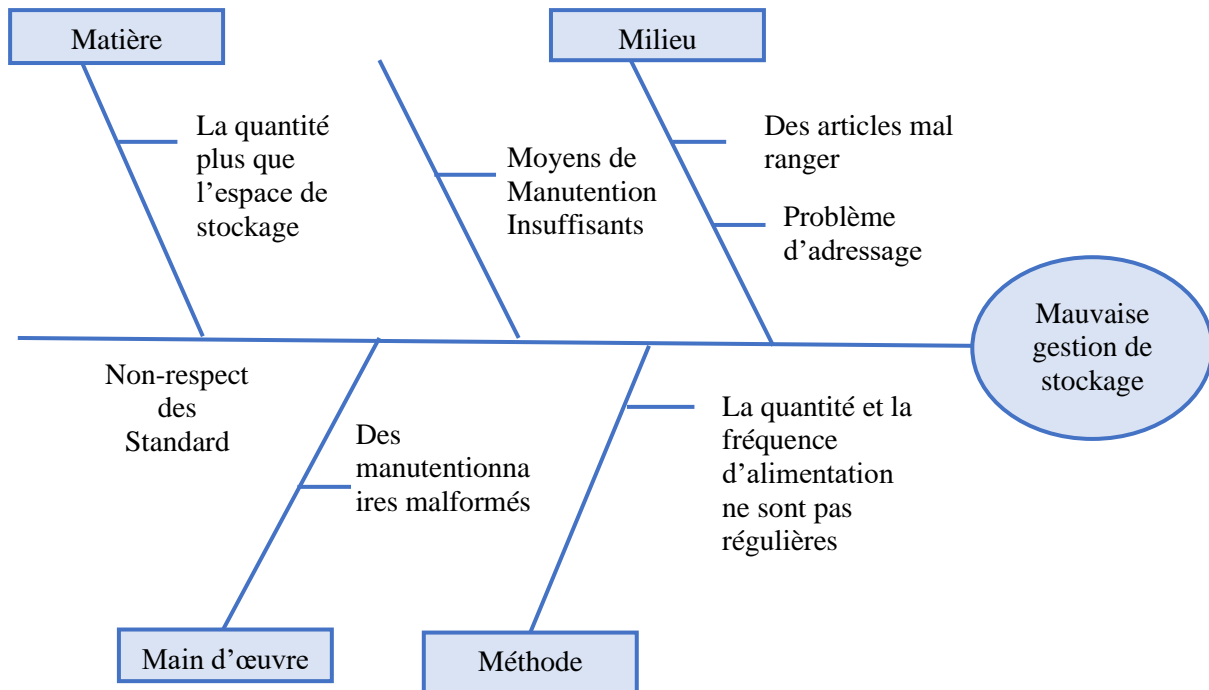 Matière
Milieu
La quantité
plus que
l’espace de
stockage
Moyens de
Manutention
Insuffisants
Des articles mal
ranger
Problème
d’adressage
Mauvaise
gestion de
stockage
Non-respect
des
Standard
Des
manutentionna
ires malformés
La quantité et la
fréquence
d’alimentation
ne sont pas
régulières
Main d’œuvre
Méthode